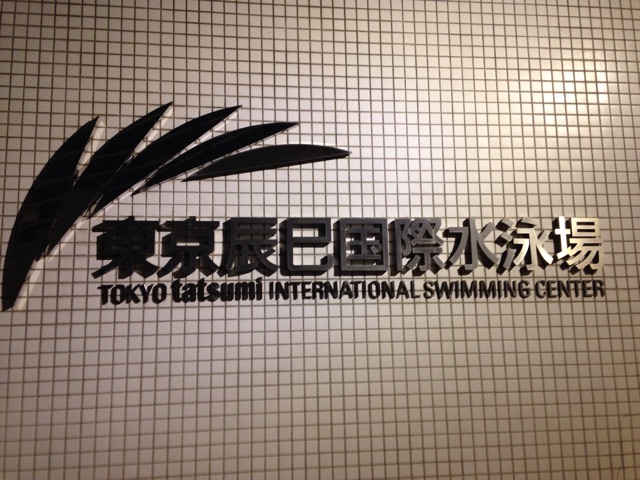 東京辰巳国際水泳場
TOKYO tatsumi INTERNATIONAL SWIMMING CENTER